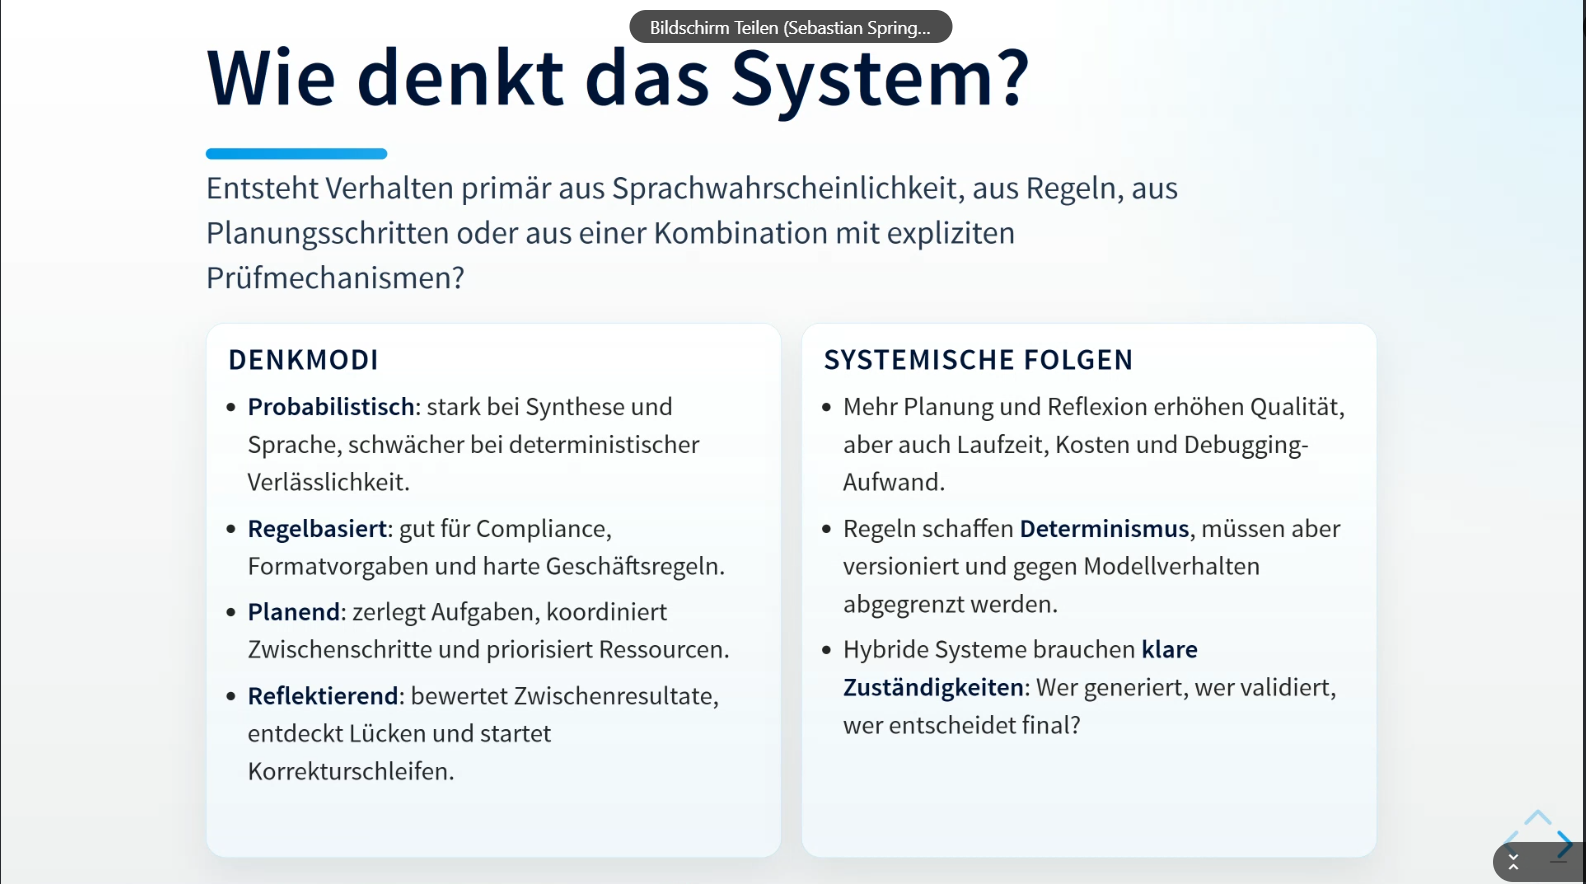 Bildschirm Teilen (Sebastian Spring...
Wie denkt das System?
Entsteht Verhalten primär aus Sprachwahrscheinlichkeit, aus Regeln, aus
Planungsschritten oder aus einer Kombination mit expliziten
Prüfmechanismen?
DENKMODI
• Probabilistisch: stark bei Synthese und
Sprache, schwächer bei deterministischer
Verlässlichkeit.
• Regelbasiert: gut für Compliance,
Formatvorgaben und harte Geschäftsregeln.
• Planend: zerlegt Aufgaben, koordiniert
Zwischenschritte und priorisiert Ressourcen.
• Reflektierend: bewertet Zwischenresultate,
entdeckt Lücken und startet
Korrekturschleifen.
SYSTEMISCHE FOLGEN
• Mehr Planung und Reflexion erhöhen Qualität,
aber auch Laufzeit, Kosten und Debugging-
Aufwand.
• Regeln schaffen Determinismus, müssen aber
versioniert und gegen Modellverhalten
abgegrenzt werden.
• Hybride Systeme brauchen klare
Zuständigkeiten: Wer generiert, wer validiert,
wer entscheidet final?